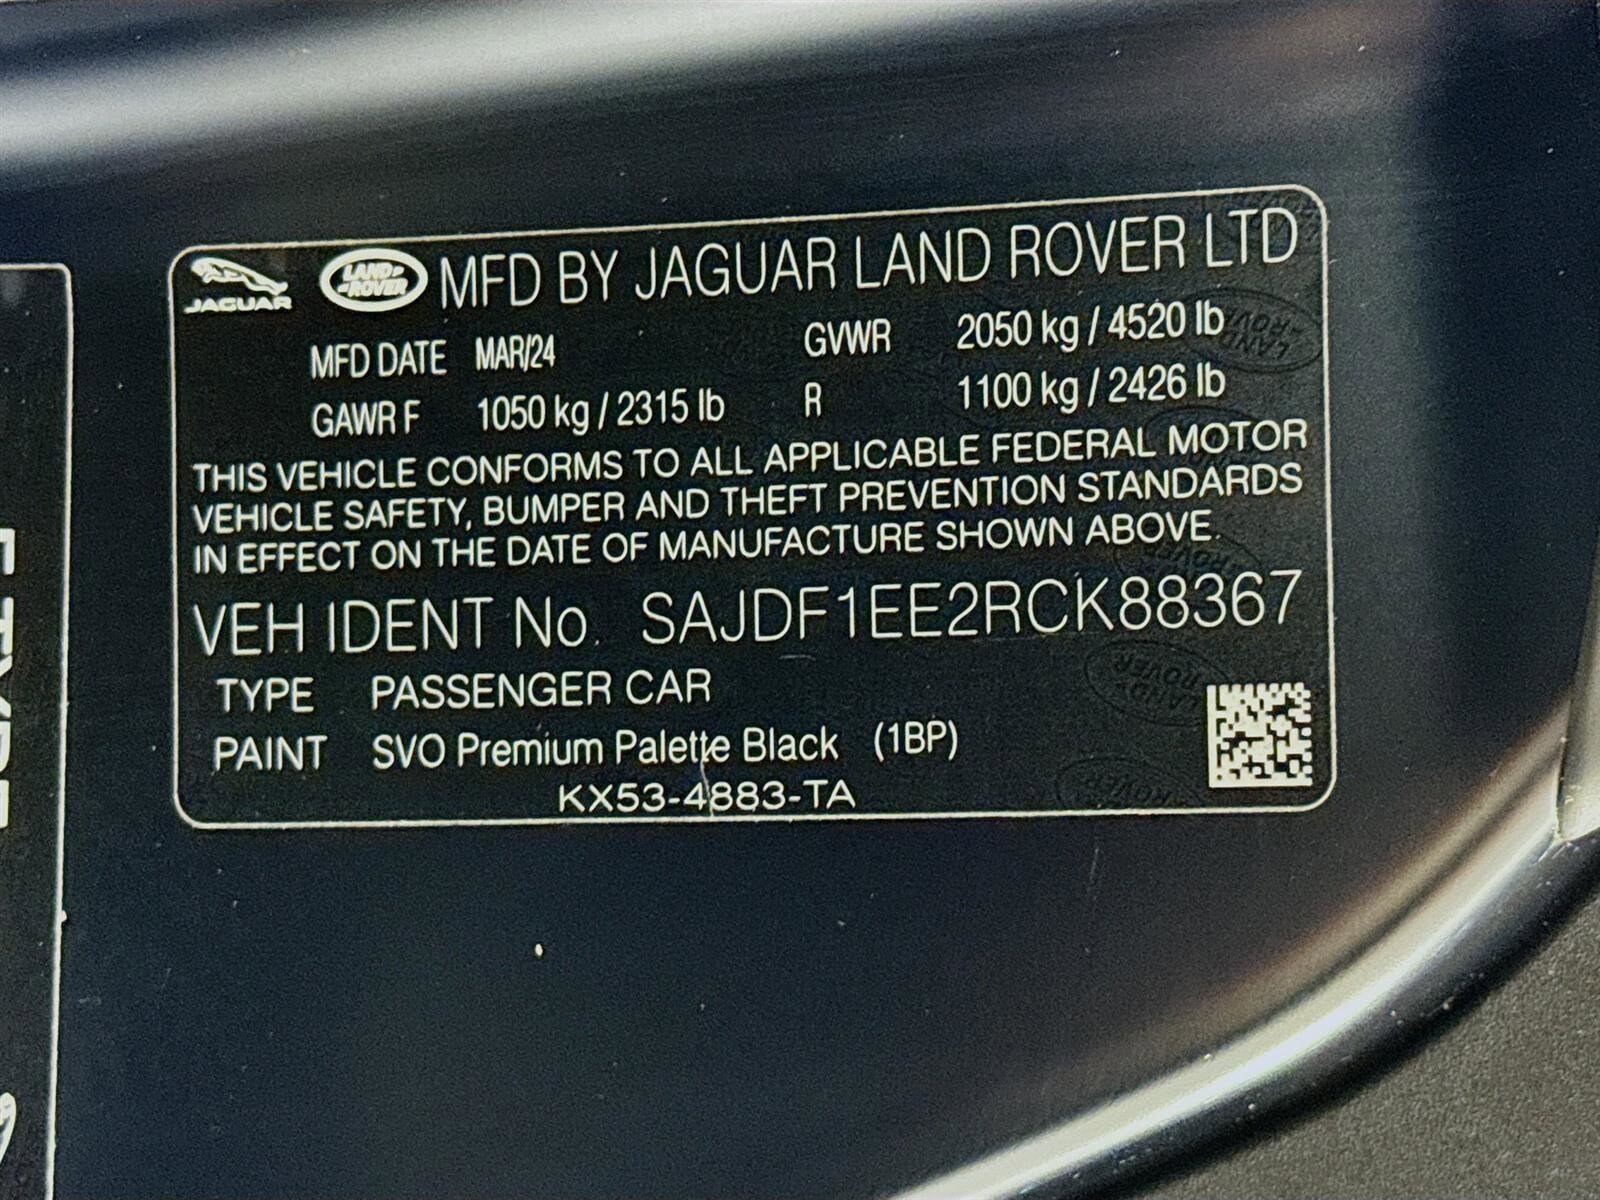 JAGUAR LAND ROVER MFD BY JAGUAR LAND ROVER LTD
MFD DATE MAR/24 GVWR 2050 kg / 4520 lb
GAWR F 1050 kg / 2315 lb R 1100 kg / 2426 lb
THIS VEHICLE CONFORMS TO ALL APPLICABLE FEDERAL MOTOR
VEHICLE SAFETY, BUMPER AND THEFT PREVENTION STANDARDS
IN EFFECT ON THE DATE OF MANUFACTURE SHOWN ABOVE.
VEH IDENT No. SAJDF1EE2RCK88367
TYPE PASSENGER CAR
PAINT SVO Premium Palette Black (1BP)
KX53-4883-TA